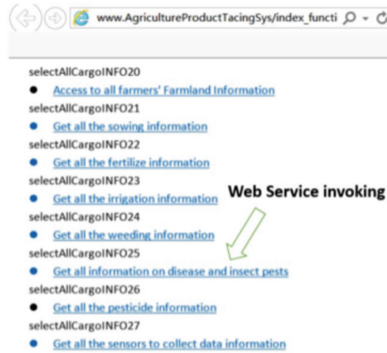 www.AgricultureProductTacingSys/index_functi
selectAllCargoINFO20
Access to all farmers' Farmland Information
selectAllCargoINFO21
Get all the sowing information
selectAllCargoINFO22
Get all the fertilize information
selectAllCargoINFO23
Get all the irrigation information
Web Service invoking
selectAllCargoINFO24
Get all the weeding information
selectAllCargoINFO25
Get all information on disease and insect pests
selectAllCargoINFO26
Get all the pesticide information
selectAllCargoINFO27
Get all the sensors to collect data information